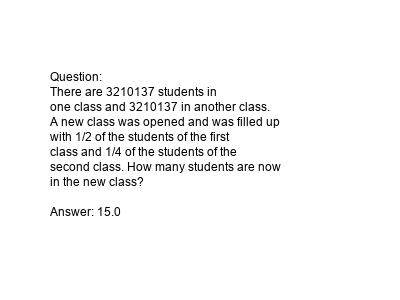 Question:
There are 3210137 students in
one class and 3210137 in another class.
A new class was opened and was filled up
with 1/2 of the students of the first
class and 1/4 of the students of the
second class. How many students are now
in the new class?
Answer: 15.0